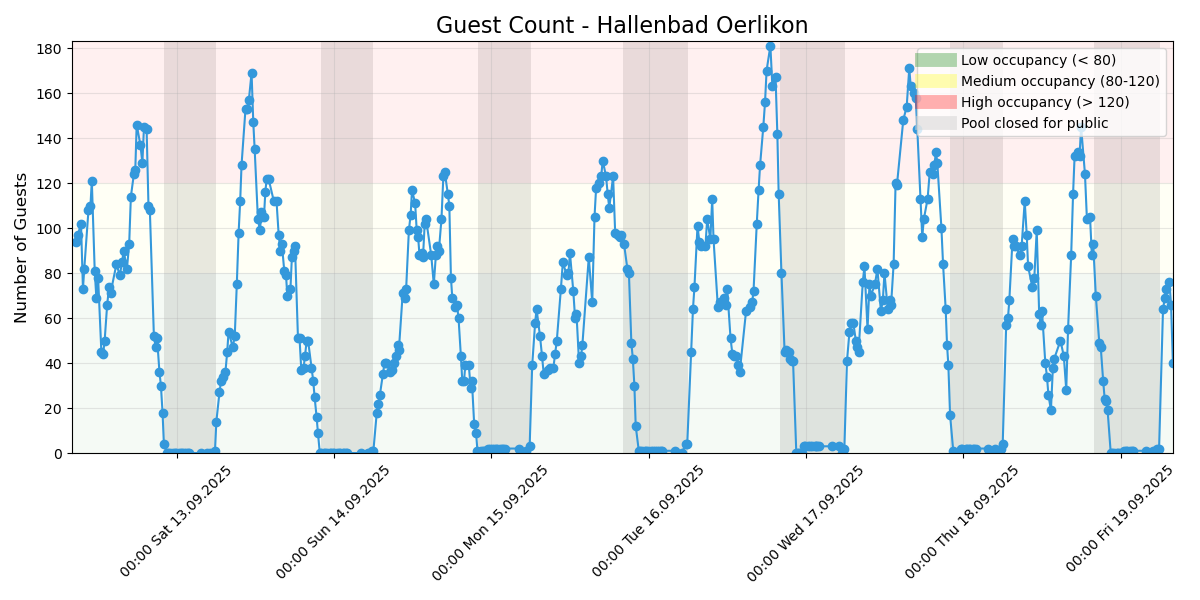 Guest Count - Hallenbad Oerlikon
Number of Guests
180
160
140
120
100
80
60
40
20
0
Low occupancy (< 80)
Medium occupancy (80-120)
High occupancy (> 120)
Pool closed for public
00:00 Sat 13.09.2025
00:00 Sun 14.09.2025
00:00 Mon 15.09.2025
00:00 Tue 16.09.2025
00:00 Wed 17.09.2025
00:00 Thu 18.09.2025
00:00 Fri 19.09.2025